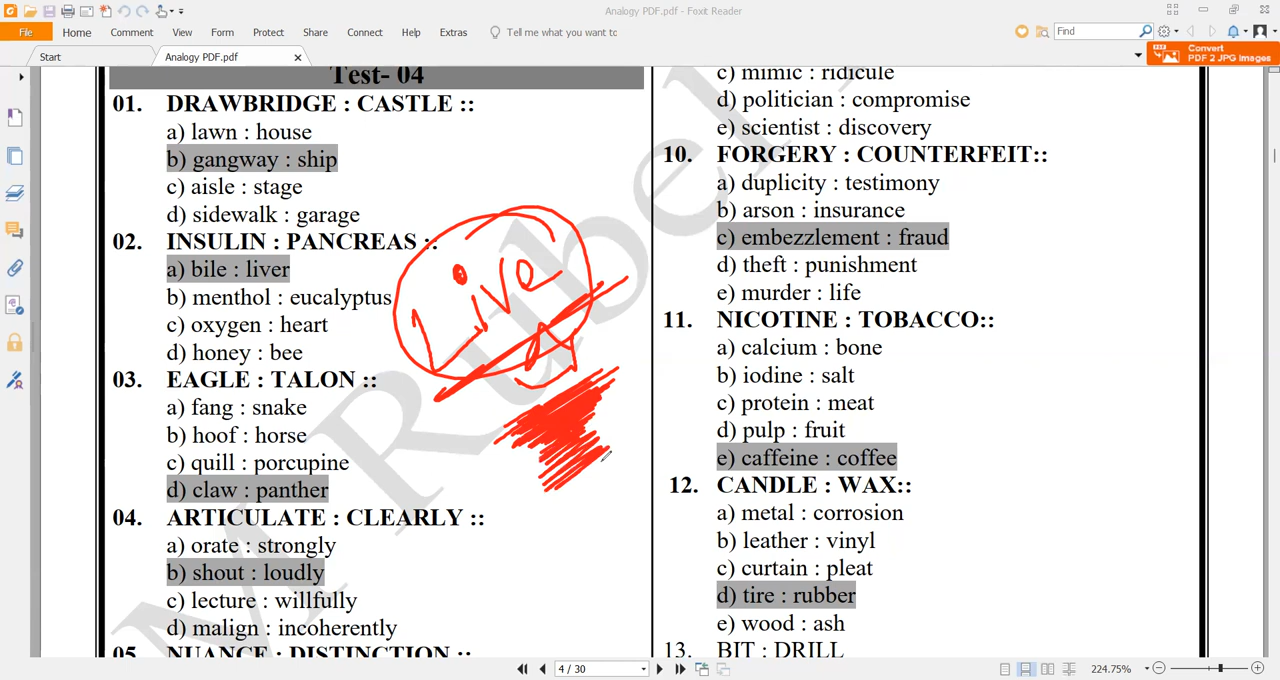 Analogy PDF.pdf - Foxit Reader
File Home Comment View Form Protect Share Connect Help Extras Tell me what you want to Find
Start Analogy PDF.pdf
Convert
PDF 2 JPG Images
Test- 04
01. DRAWBRIDGE : CASTLE ::
a) lawn : house
b) gangway : ship
c) aisle : stage
d) sidewalk : garage
02. INSULIN : PANCREAS ::
a) bile : liver
b) menthol : eucalyptus
c) oxygen : heart
d) honey : bee
03. EAGLE : TALON ::
a) fang : snake
b) hoof : horse
c) quill : porcupine
d) claw : panther
04. ARTICULATE : CLEARLY ::
a) orate : strongly
b) shout : loudly
c) lecture : willfully
d) malign : incoherently
05. NUANCE : DISTINCTION ::
Live
c) mimic : ridicule
d) politician : compromise
e) scientist : discovery
10. FORGERY : COUNTERFEIT::
a) duplicity : testimony
b) arson : insurance
c) embezzlement : fraud
d) theft : punishment
e) murder : life
11. NICOTINE : TOBACCO::
a) calcium : bone
b) iodine : salt
c) protein : meat
d) pulp : fruit
e) caffeine : coffee
12. CANDLE : WAX::
a) metal : corrosion
b) leather : vinyl
c) curtain : pleat
d) tire : rubber
e) wood : ash
13. BIT : DRILL
M Rubel
4 / 30
224.75%